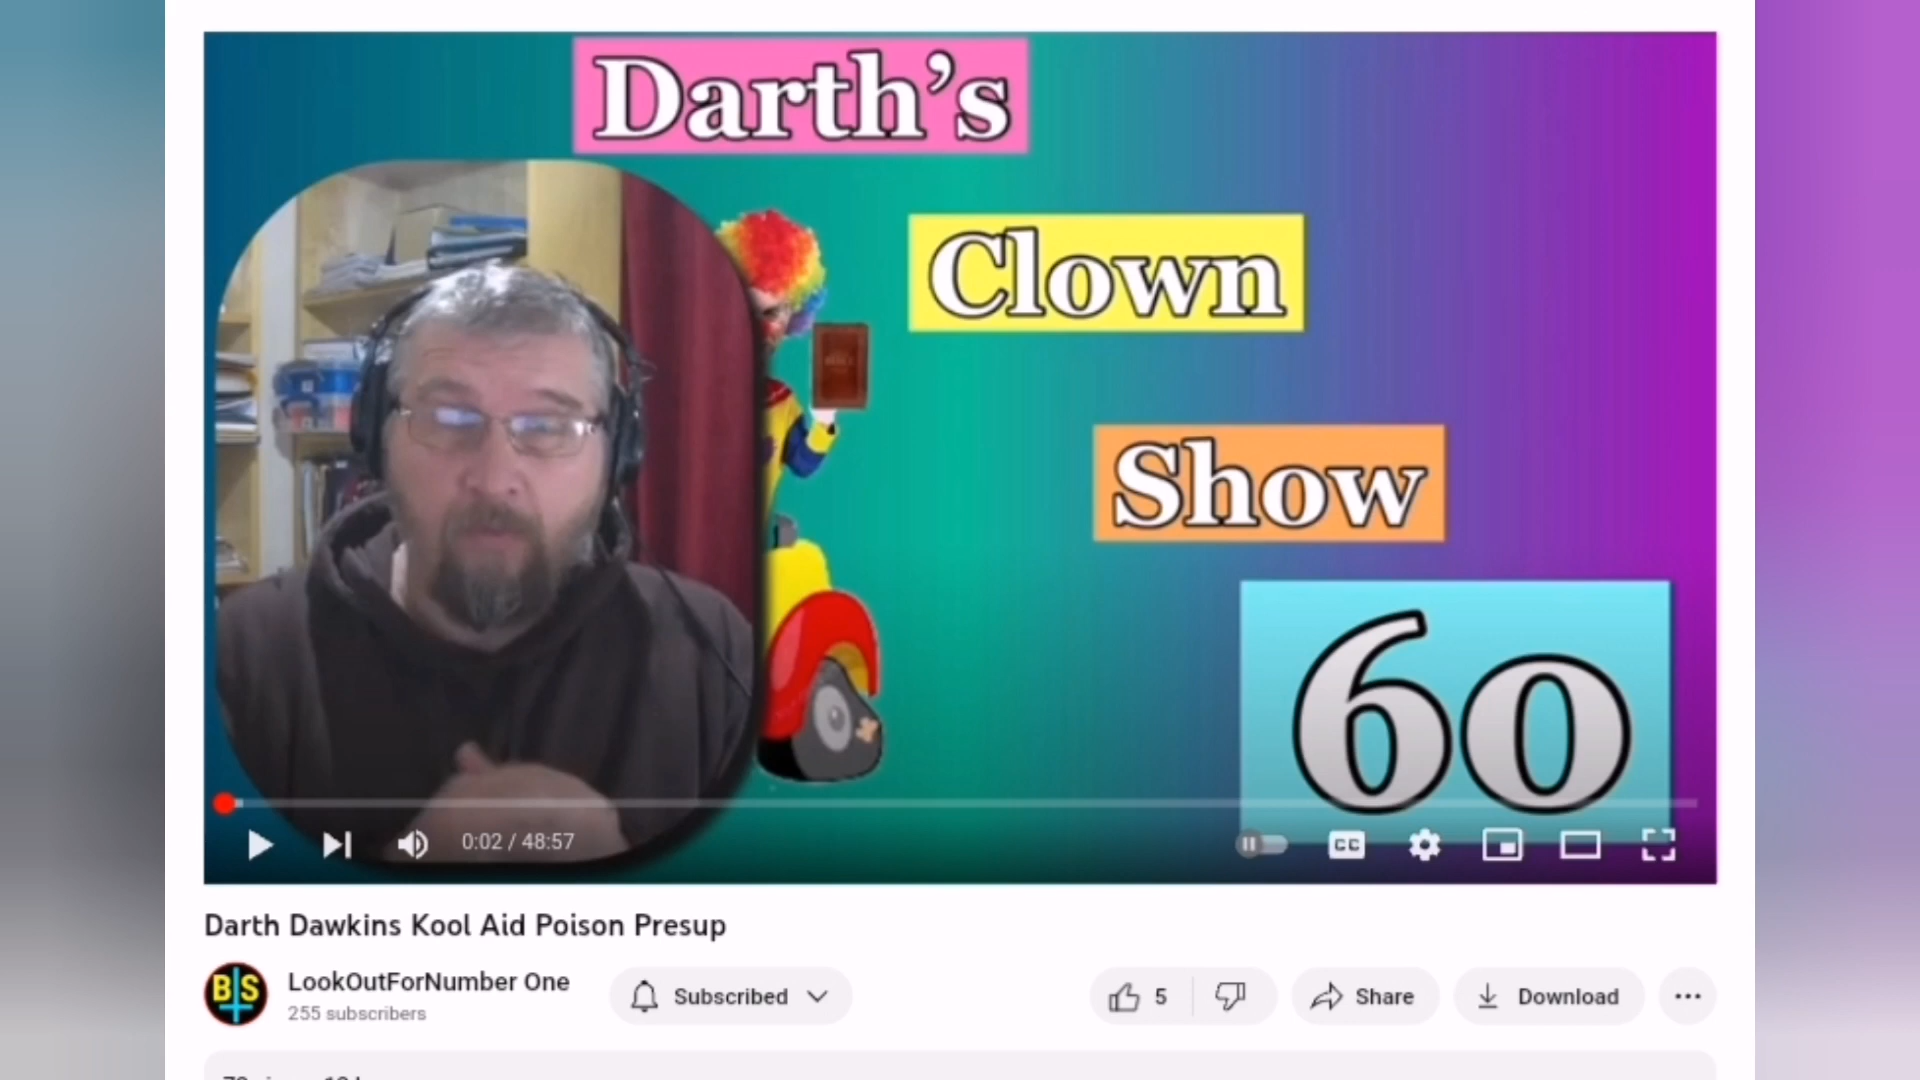 Darth's
Clown
Show
60
0:02 / 48:57
CC
Darth Dawkins Kool Aid Poison Presup
B S
LookOutForNumber One
255 subscribers
Subscribed
5
Share
Download